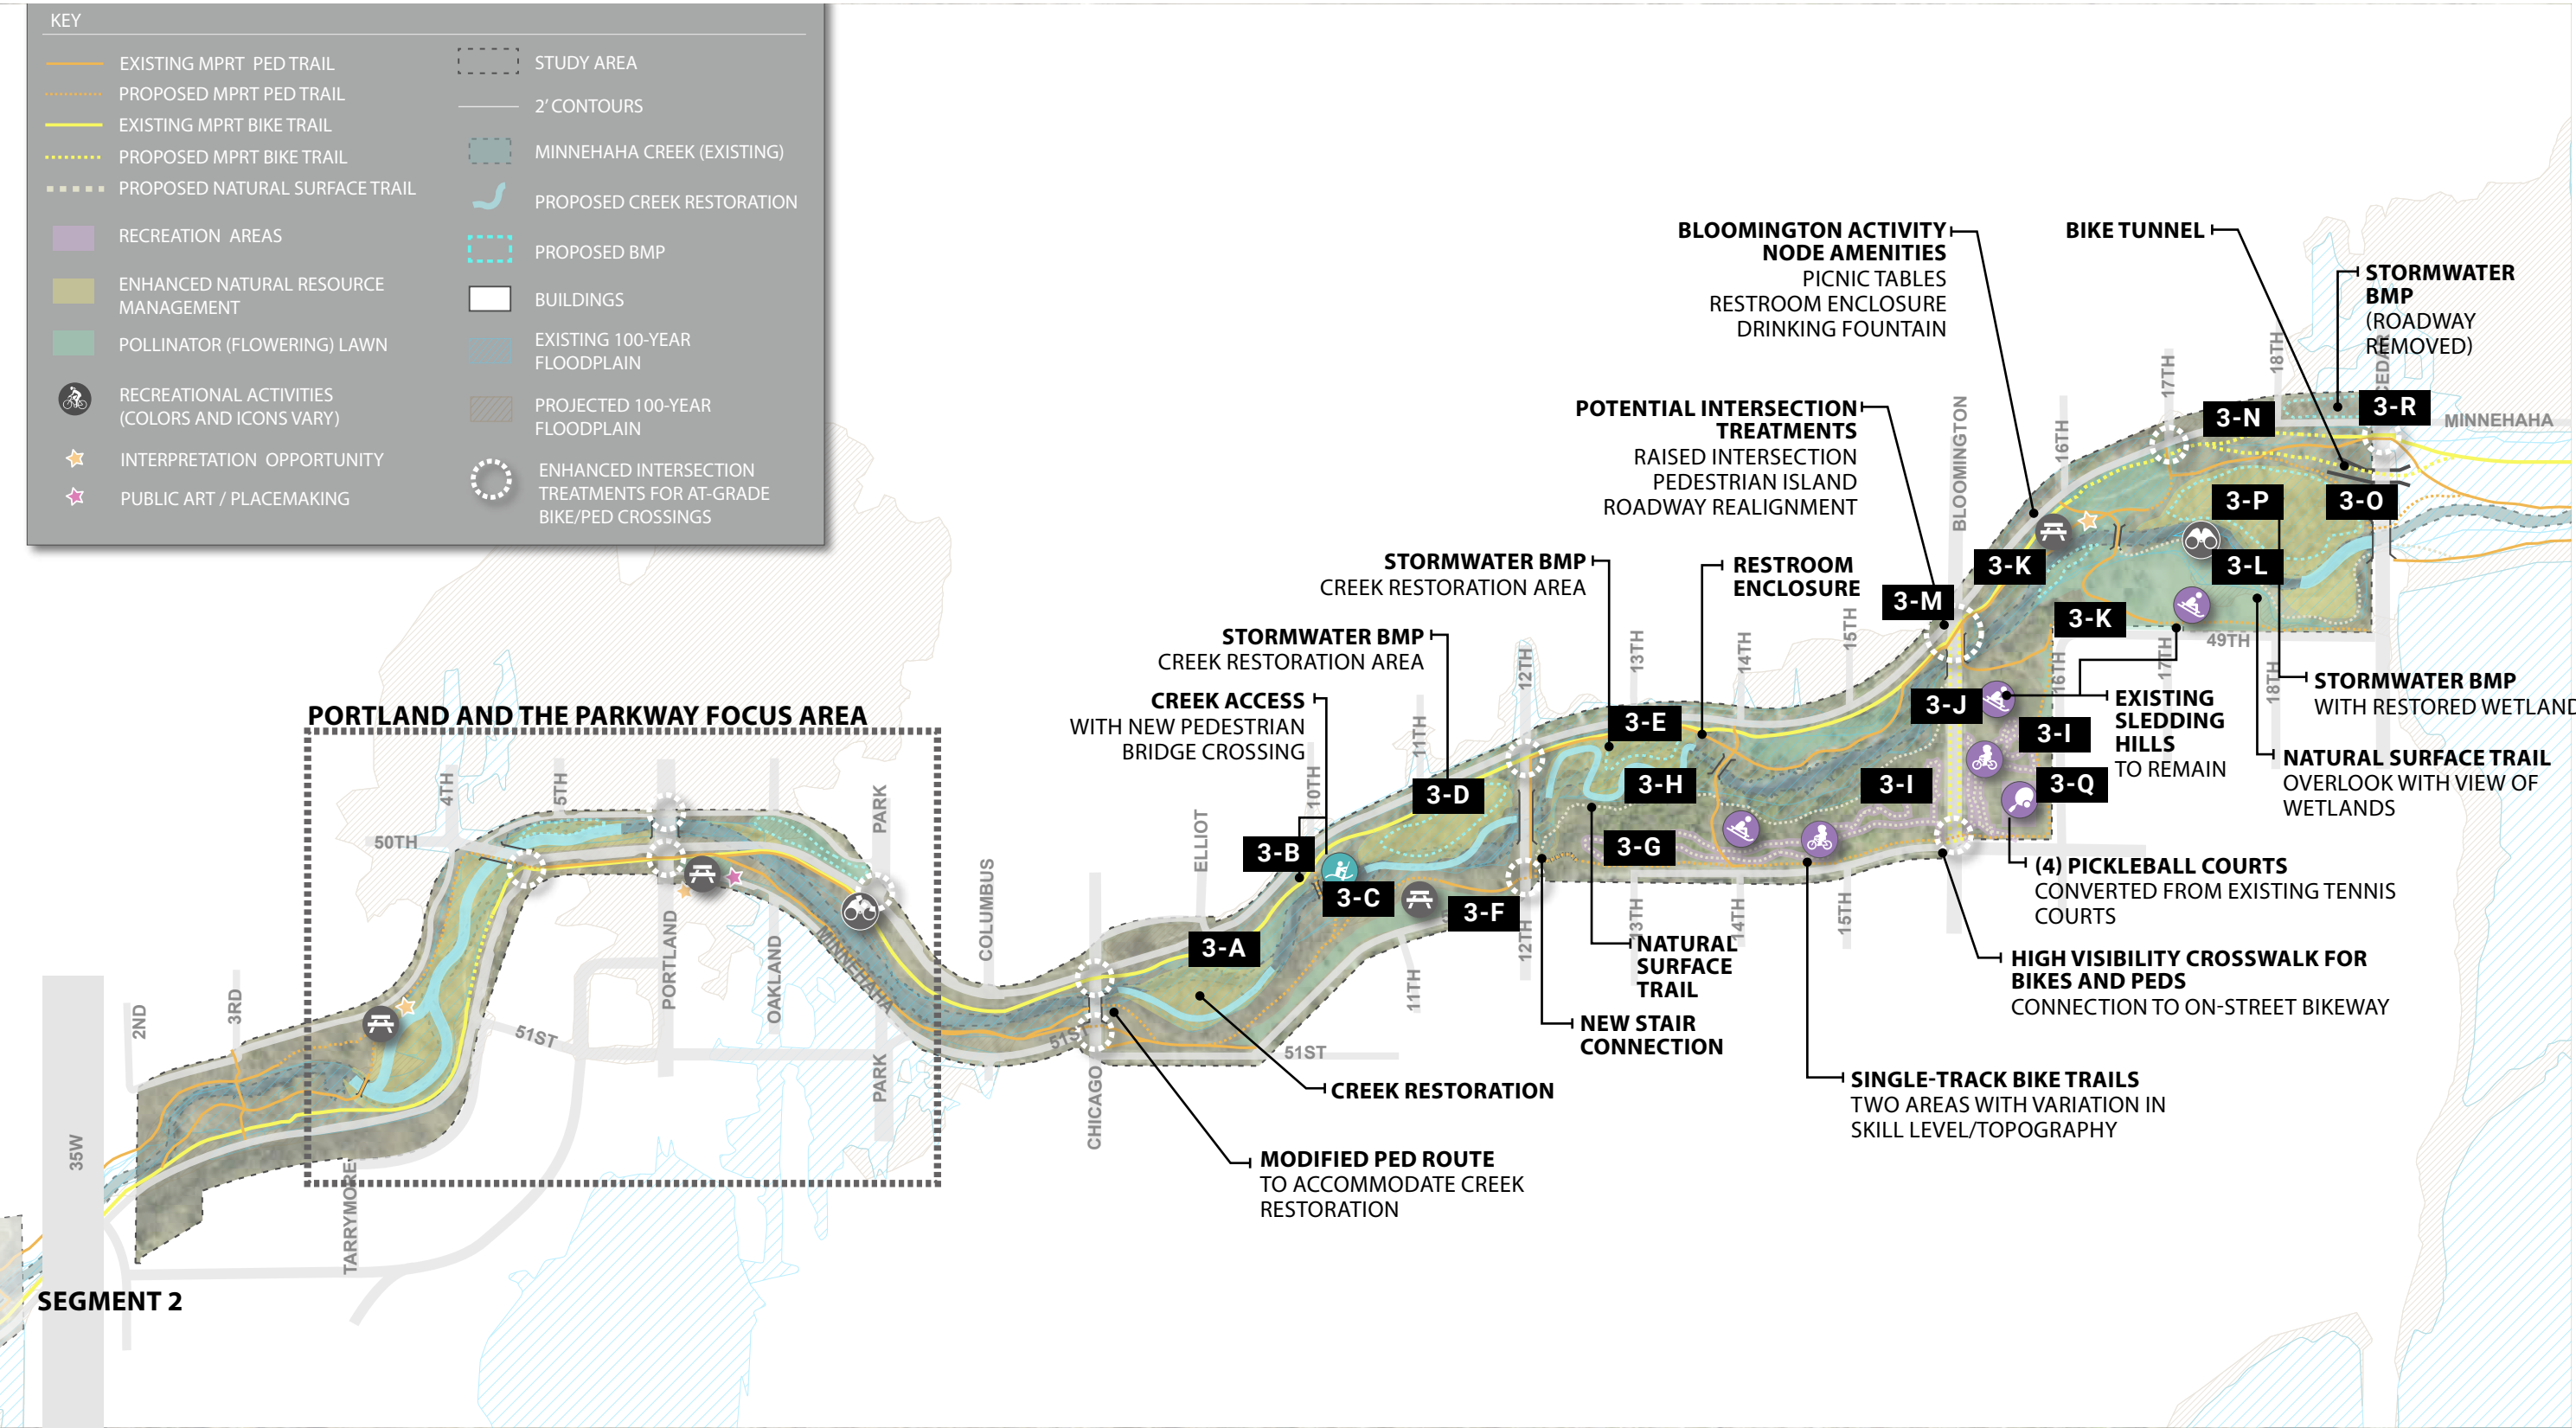 KEY
EXISTING MPRT PED TRAIL
PROPOSED MPRT PED TRAIL
EXISTING MPRT BIKE TRAIL
PROPOSED MPRT BIKE TRAIL
PROPOSED NATURAL SURFACE TRAIL
RECREATION AREAS
ENHANCED NATURAL RESOURCE
MANAGEMENT
POLLINATOR (FLOWERING) LAWN
RECREATIONAL ACTIVITIES
(COLORS AND ICONS VARY)
INTERPRETATION OPPORTUNITY
PUBLIC ART / PLACEMAKING
STUDY AREA
2' CONTOURS
MINNEHAHA CREEK (EXISTING)
PROPOSED CREEK RESTORATION
PROPOSED BMP
BUILDINGS
EXISTING 100-YEAR
FLOODPLAIN
PROJECTED 100-YEAR
FLOODPLAIN
ENHANCED INTERSECTION
TREATMENTS FOR AT-GRADE
BIKE/PED CROSSINGS
BLOOMINGTON ACTIVITY
NODE AMENITIES
PICNIC TABLES
RESTROOM ENCLOSURE
DRINKING FOUNTAIN
BIKE TUNNEL
STORMWATER
BMP
(ROADWAY
REMOVED)
POTENTIAL INTERSECTION
TREATMENTS
RAISED INTERSECTION
PEDESTRIAN ISLAND
ROADWAY REALIGNMENT
STORMWATER BMP
CREEK RESTORATION AREA
RESTROOM
ENCLOSURE
STORMWATER BMP
CREEK RESTORATION AREA
CREEK ACCESS
WITH NEW PEDESTRIAN
BRIDGE CROSSING
PORTLAND AND THE PARKWAY FOCUS AREA
BLOOMINGTON
16TH
17TH
18TH
CEDAR
MINNEHAHA
3-N
3-R
3-P
3-O
3-K
3-L
3-M
3-K
49TH
16TH
17TH
18TH
3-J
3-I
3-I
3-Q
3-E
3-H
3-D
3-G
3-B
3-C
3-F
3-A
10TH
11TH
12TH
13TH
14TH
15TH
11TH
12TH
13TH
14TH
15TH
EXISTING
SLEDDING
HILLS
TO REMAIN
STORMWATER BMP
WITH RESTORED WETLAND
NATURAL SURFACE TRAIL
OVERLOOK WITH VIEW OF
WETLANDS
(4) PICKLEBALL COURTS
CONVERTED FROM EXISTING TENNIS
COURTS
HIGH VISIBILITY CROSSWALK FOR
BIKES AND PEDS
CONNECTION TO ON-STREET BIKEWAY
NATURAL
SURFACE
TRAIL
NEW STAIR
CONNECTION
SINGLE-TRACK BIKE TRAILS
TWO AREAS WITH VARIATION IN
SKILL LEVEL/TOPOGRAPHY
CREEK RESTORATION
MODIFIED PED ROUTE
TO ACCOMMODATE CREEK
RESTORATION
35W
2ND
3RD
4TH
5TH
50TH
PORTLAND
OAKLAND
PARK
PARK
MINNEHAHA
COLUMBUS
CHICAGO
ELLIOT
51ST
51ST
51ST
TARRYMORE
SEGMENT 2